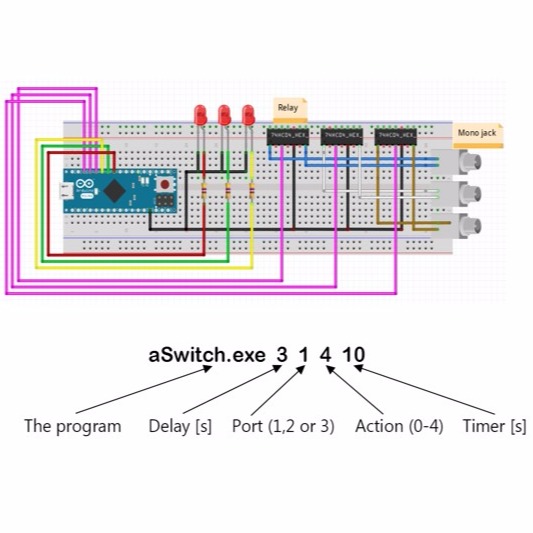 Relay
74HC04_HEX_ 74HC04_HEX_ 74HC04_HEX_
Mono jack
aSwitch.exe 3 1 4 10
The program Delay [s] Port (1,2 or 3) Action (0-4) Timer [s]